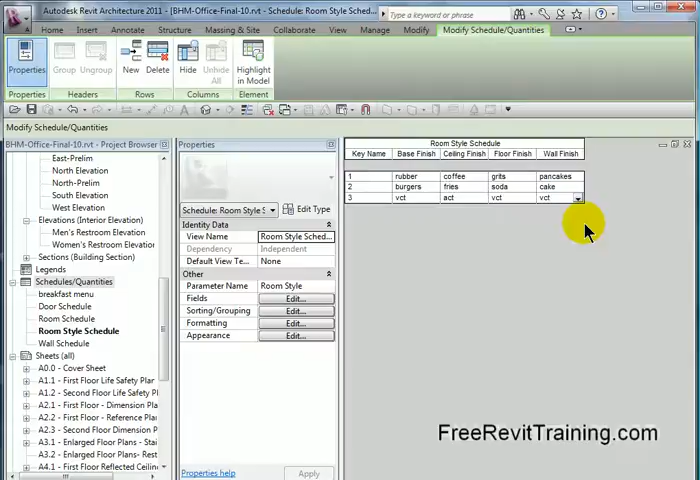 Autodesk Revit Architecture 2011 - [BHM-Office-Final-10.rvt - Schedule: Room Style Sched...
Type a keyword or phrase
Home Insert Annotate Structure Massing & Site Collaborate View Manage Modify Modify Schedule/Quantities
Properties Group Ungroup New Delete Hide Unhide All Highlight in Model
Properties Headers Rows Columns Element
Modify Schedule/Quantities
BHM-Office-Final-10.rvt - Project Browser
East-Prelim
North Elevation
North-Prelim
South Elevation
West Elevation
Elevations (Interior Elevation)
Men's Restroom Elevation
Women's Restroom Elevation
Sections (Building Section)
Legends
Schedules/Quantities
breakfast menu
Door Schedule
Room Schedule
Room Style Schedule
Wall Schedule
Sheets (all)
A0.0 - Cover Sheet
A1.1 - First Floor Life Safety Plan
A1.2 - Second Floor Life Safety Plan
A2.1 - First Floor - Dimension Plan
A2.2 - First Floor - Reference Plan
A2.3 - Second Floor - Dimension
A3.1 - Enlarged Floor Plans - Stai
A3.2 - Enlarged Floor Plans- Rest
A4.1 - First Floor Reflected Ceilin
Properties
Schedule: Room Style S
Edit Type
Identity Data
View Name Room Style Sched...
Dependency Independent
Default View Te... None
Other
Parameter Name Room Style
Fields Edit...
Sorting/Grouping Edit...
Formatting Edit...
Appearance Edit...
Properties help Apply
Room Style Schedule
Key Name Base Finish Ceiling Finish Floor Finish Wall Finish
1 rubber coffee grits pancakes
2 burgers fries soda cake
3 vct act vct vct
FreeRevitTraining.com